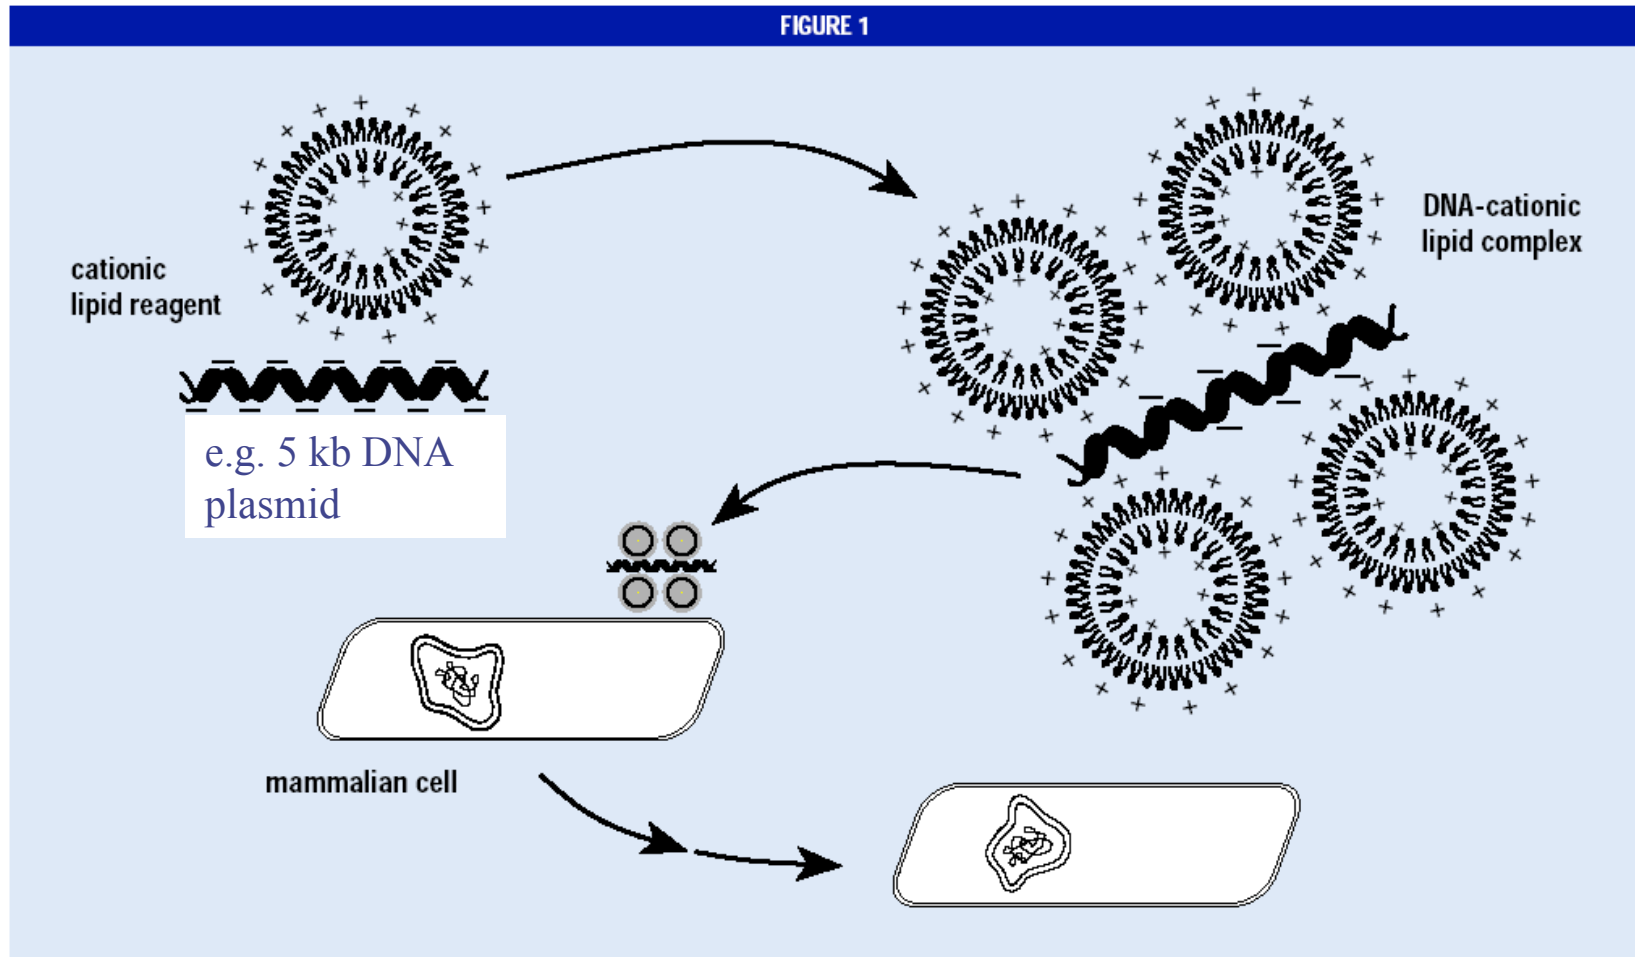 FIGURE 1
cationic
lipid reagent
e.g. 5 kb DNA
plasmid
DNA-cationic
lipid complex
mammalian cell